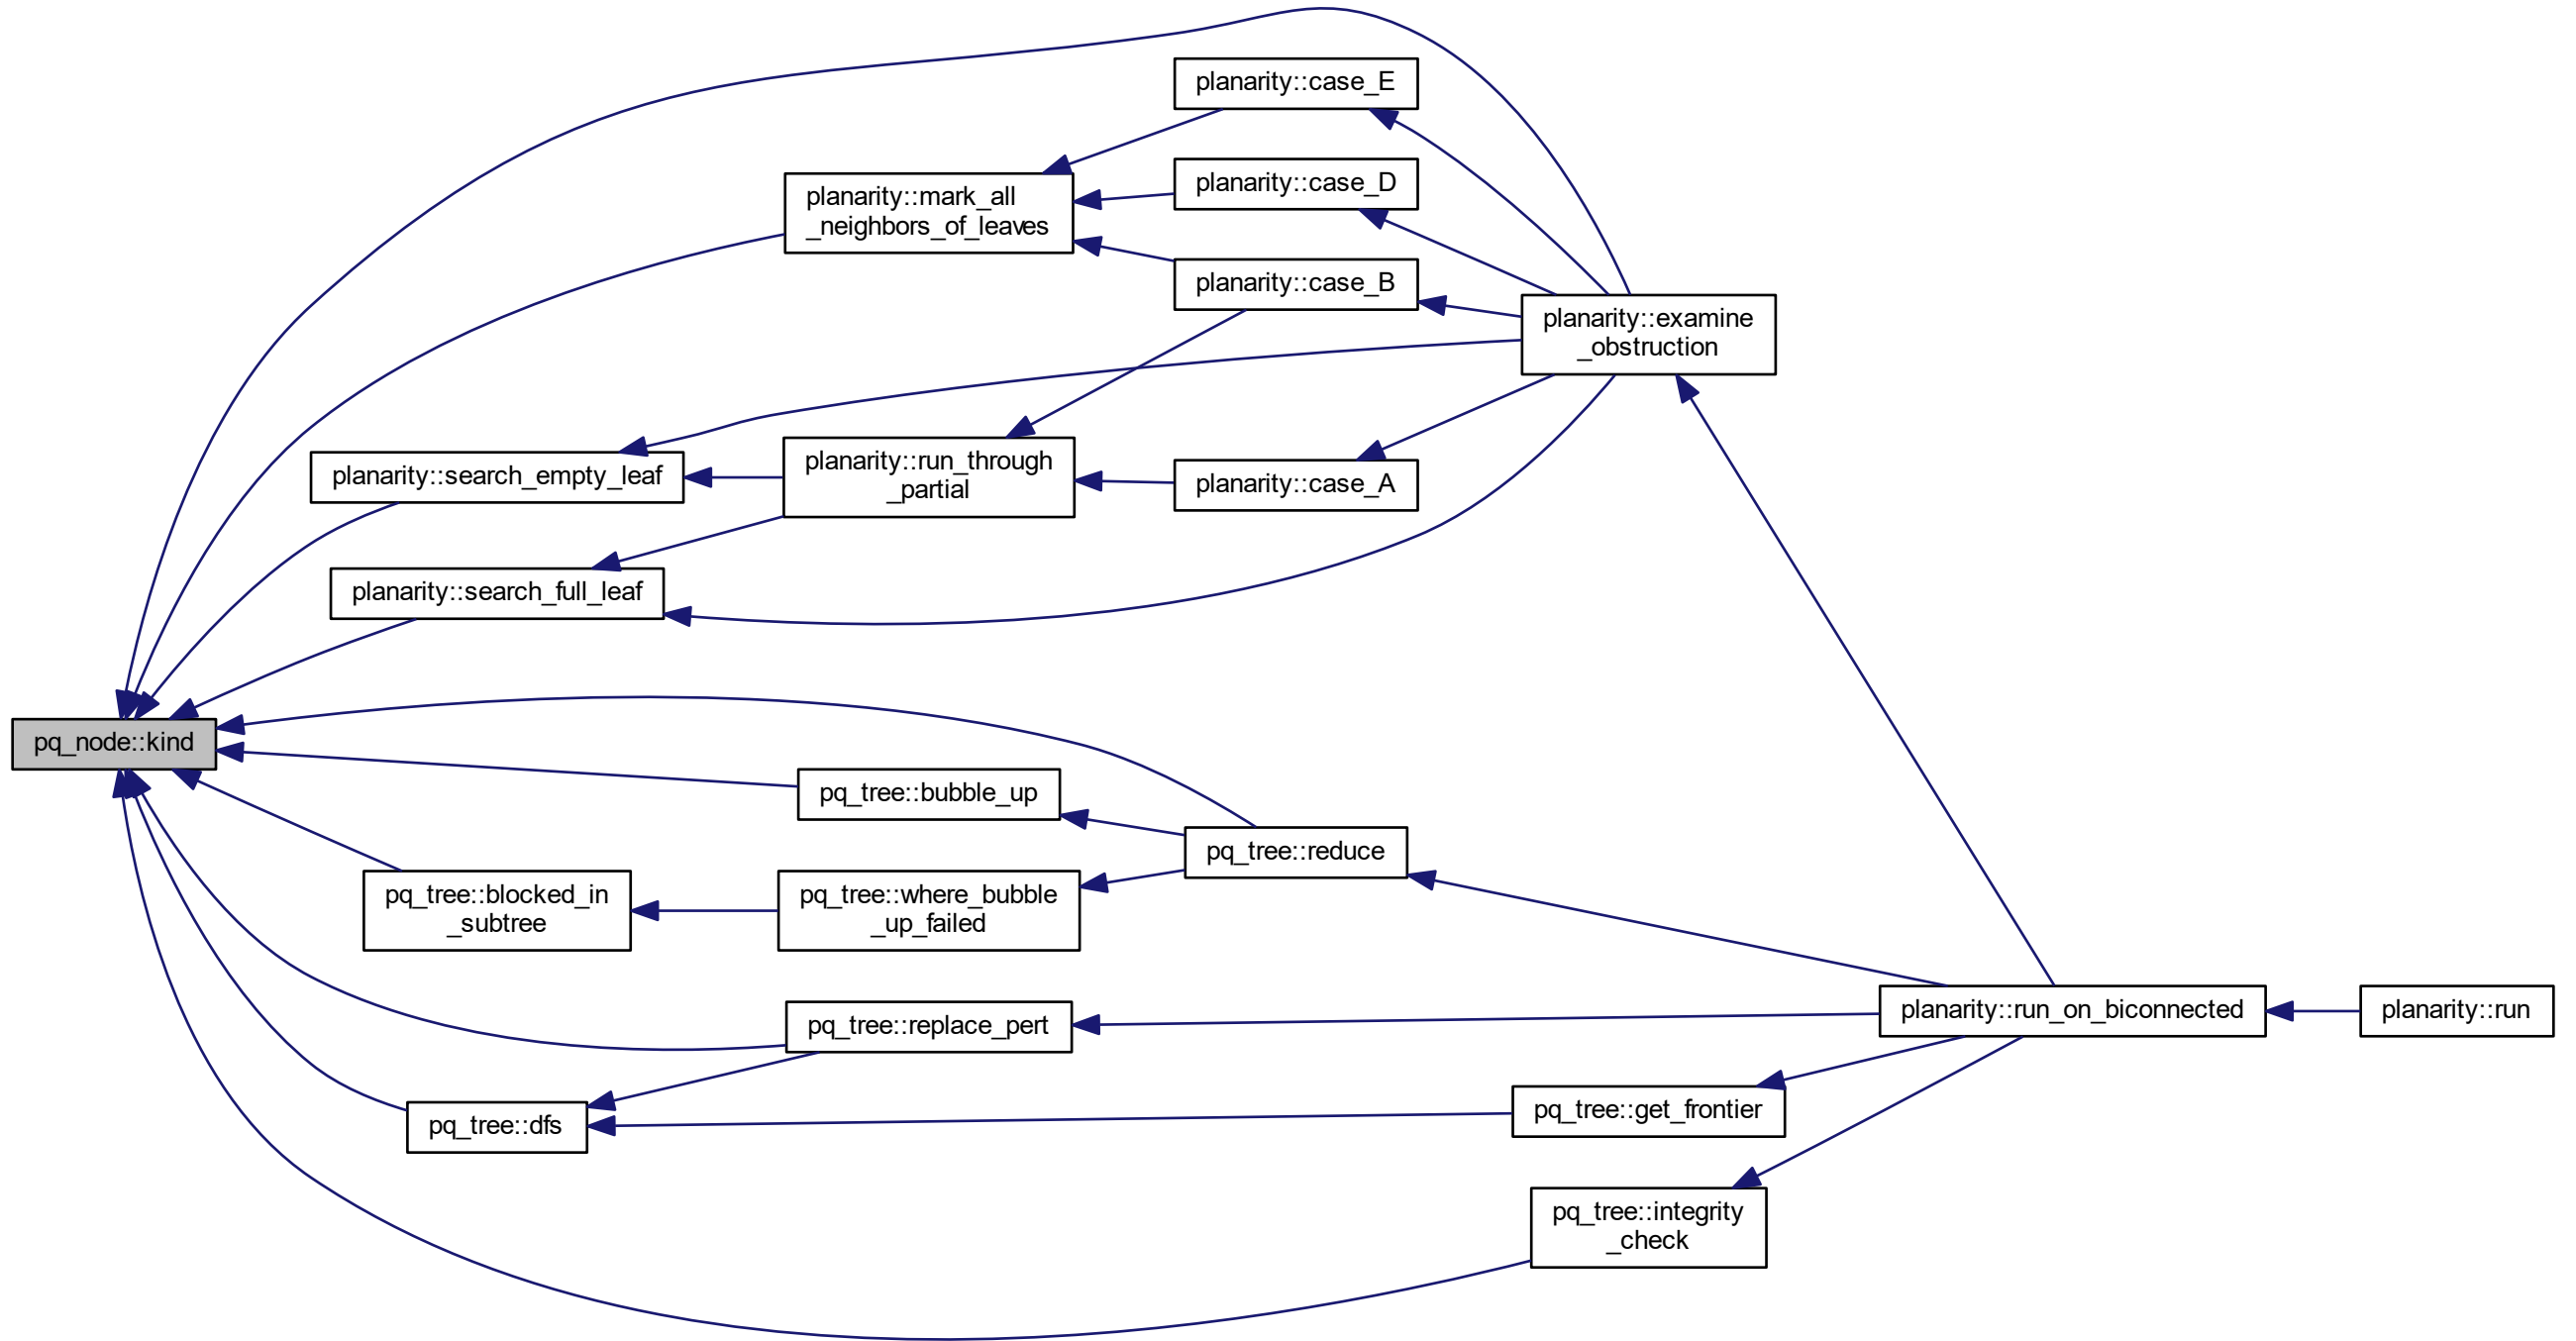 planarity::case_E
planarity::case_D
planarity::mark_all
_neighbors_of_leaves
planarity::case_B
planarity::examine
_obstruction
planarity::search_empty_leaf
planarity::run_through
_partial
planarity::case_A
planarity::search_full_leaf
pq_node::kind
pq_tree::bubble_up
pq_tree::reduce
pq_tree::blocked_in
_subtree
pq_tree::where_bubble
_up_failed
pq_tree::replace_pert
planarity::run_on_biconnected
planarity::run
pq_tree::dfs
pq_tree::get_frontier
pq_tree::integrity
_check